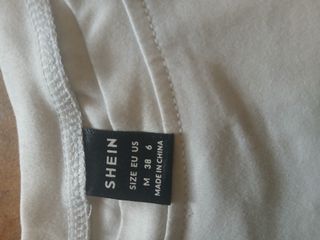 SHEIN
SIZE EU US
M 38 6
MADE IN CHINA